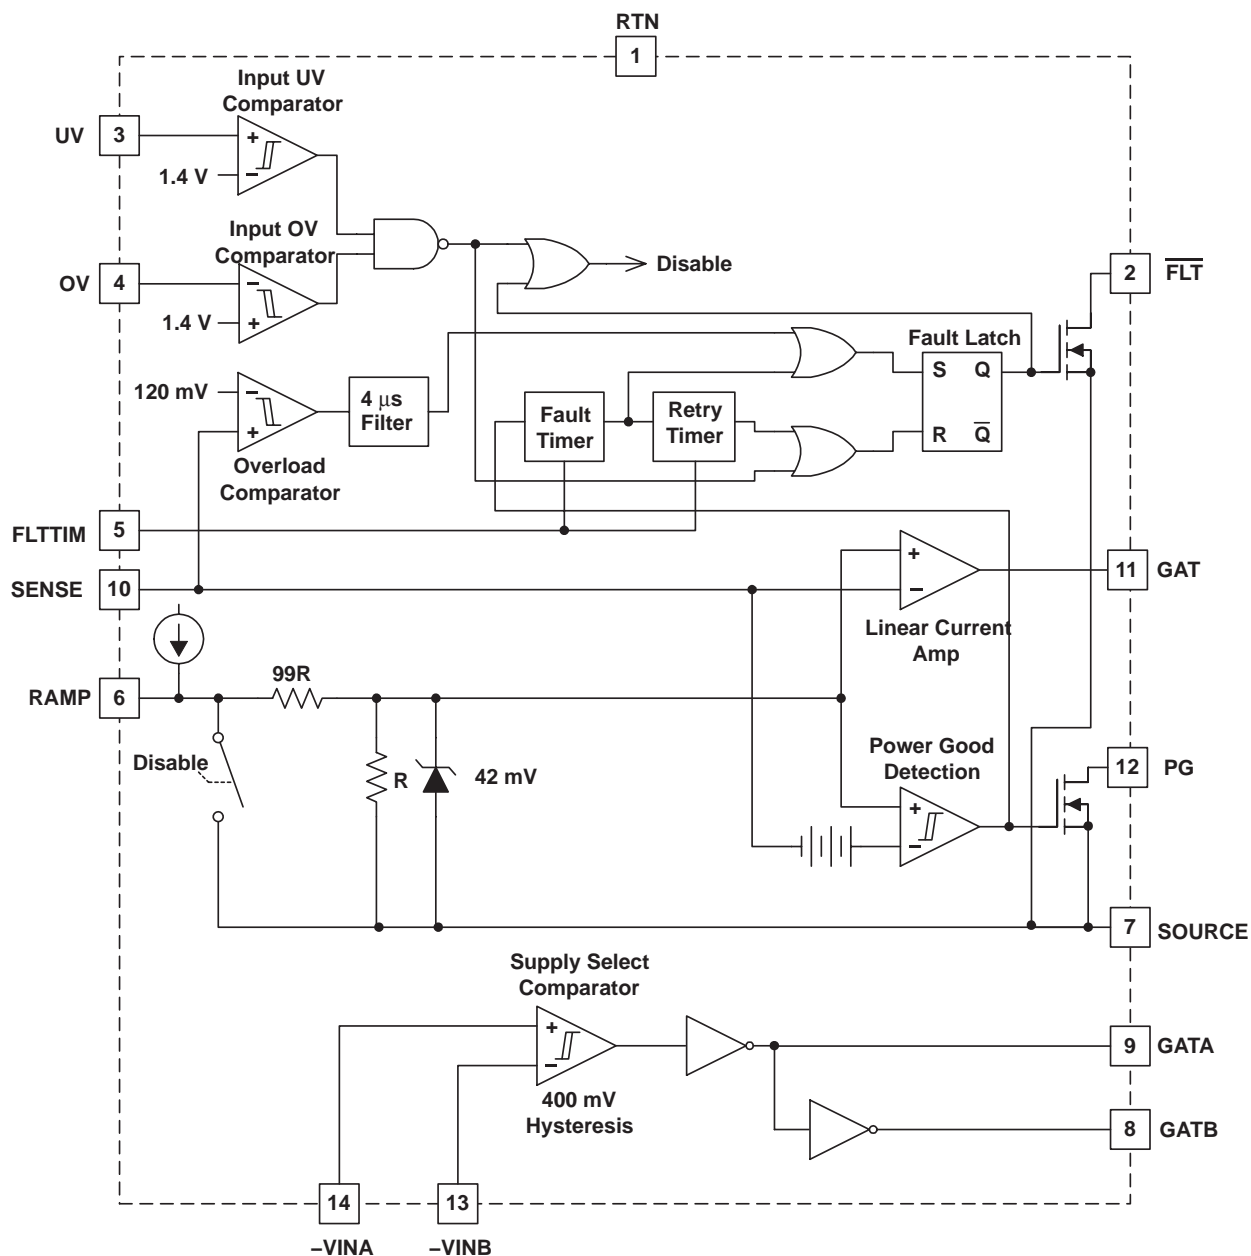 RTN
1
Input UV
Comparator
UV
3
+
−
1.4 V
Input OV
Comparator
OV
4
−
1.4 V
+
Disable
2
FLT
Fault Latch
S Q
R Q
120 mV
−
+
4 μs
Filter
Fault
Timer
Retry
Timer
Overload
Comparator
FLTTIM
5
SENSE
10
+
−
11
GAT
Linear Current
Amp
RAMP
6
99R
Disable
R
42 mV
Power Good
Detection
+
−
12
PG
7
SOURCE
Supply Select
Comparator
+
−
400 mV
Hysteresis
9
GATA
8
GATB
14
13
–VINA
–VINB